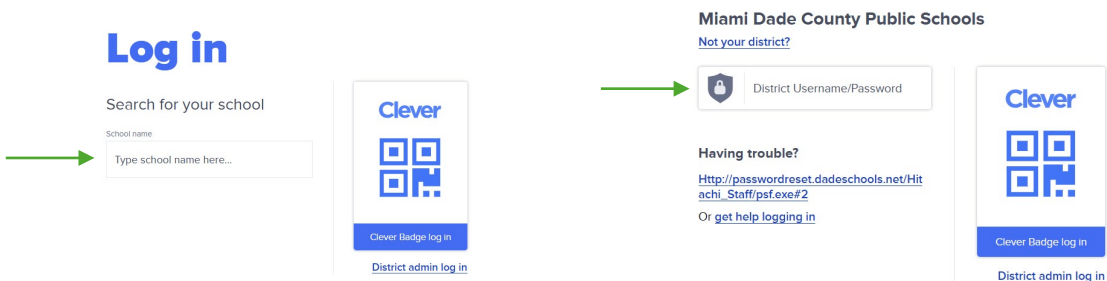 Log in
Search for your school
School name
Type school name here...
Clever
Clever Badge log in
District admin log in
Miami Dade County Public Schools
Not your district?
District Username/Password
Having trouble?
Http://passwordreset.dadeschools.net/Hit
achi_Staff/psf.exe#2
Or get help logging in
Clever
Clever Badge log in
District admin log in